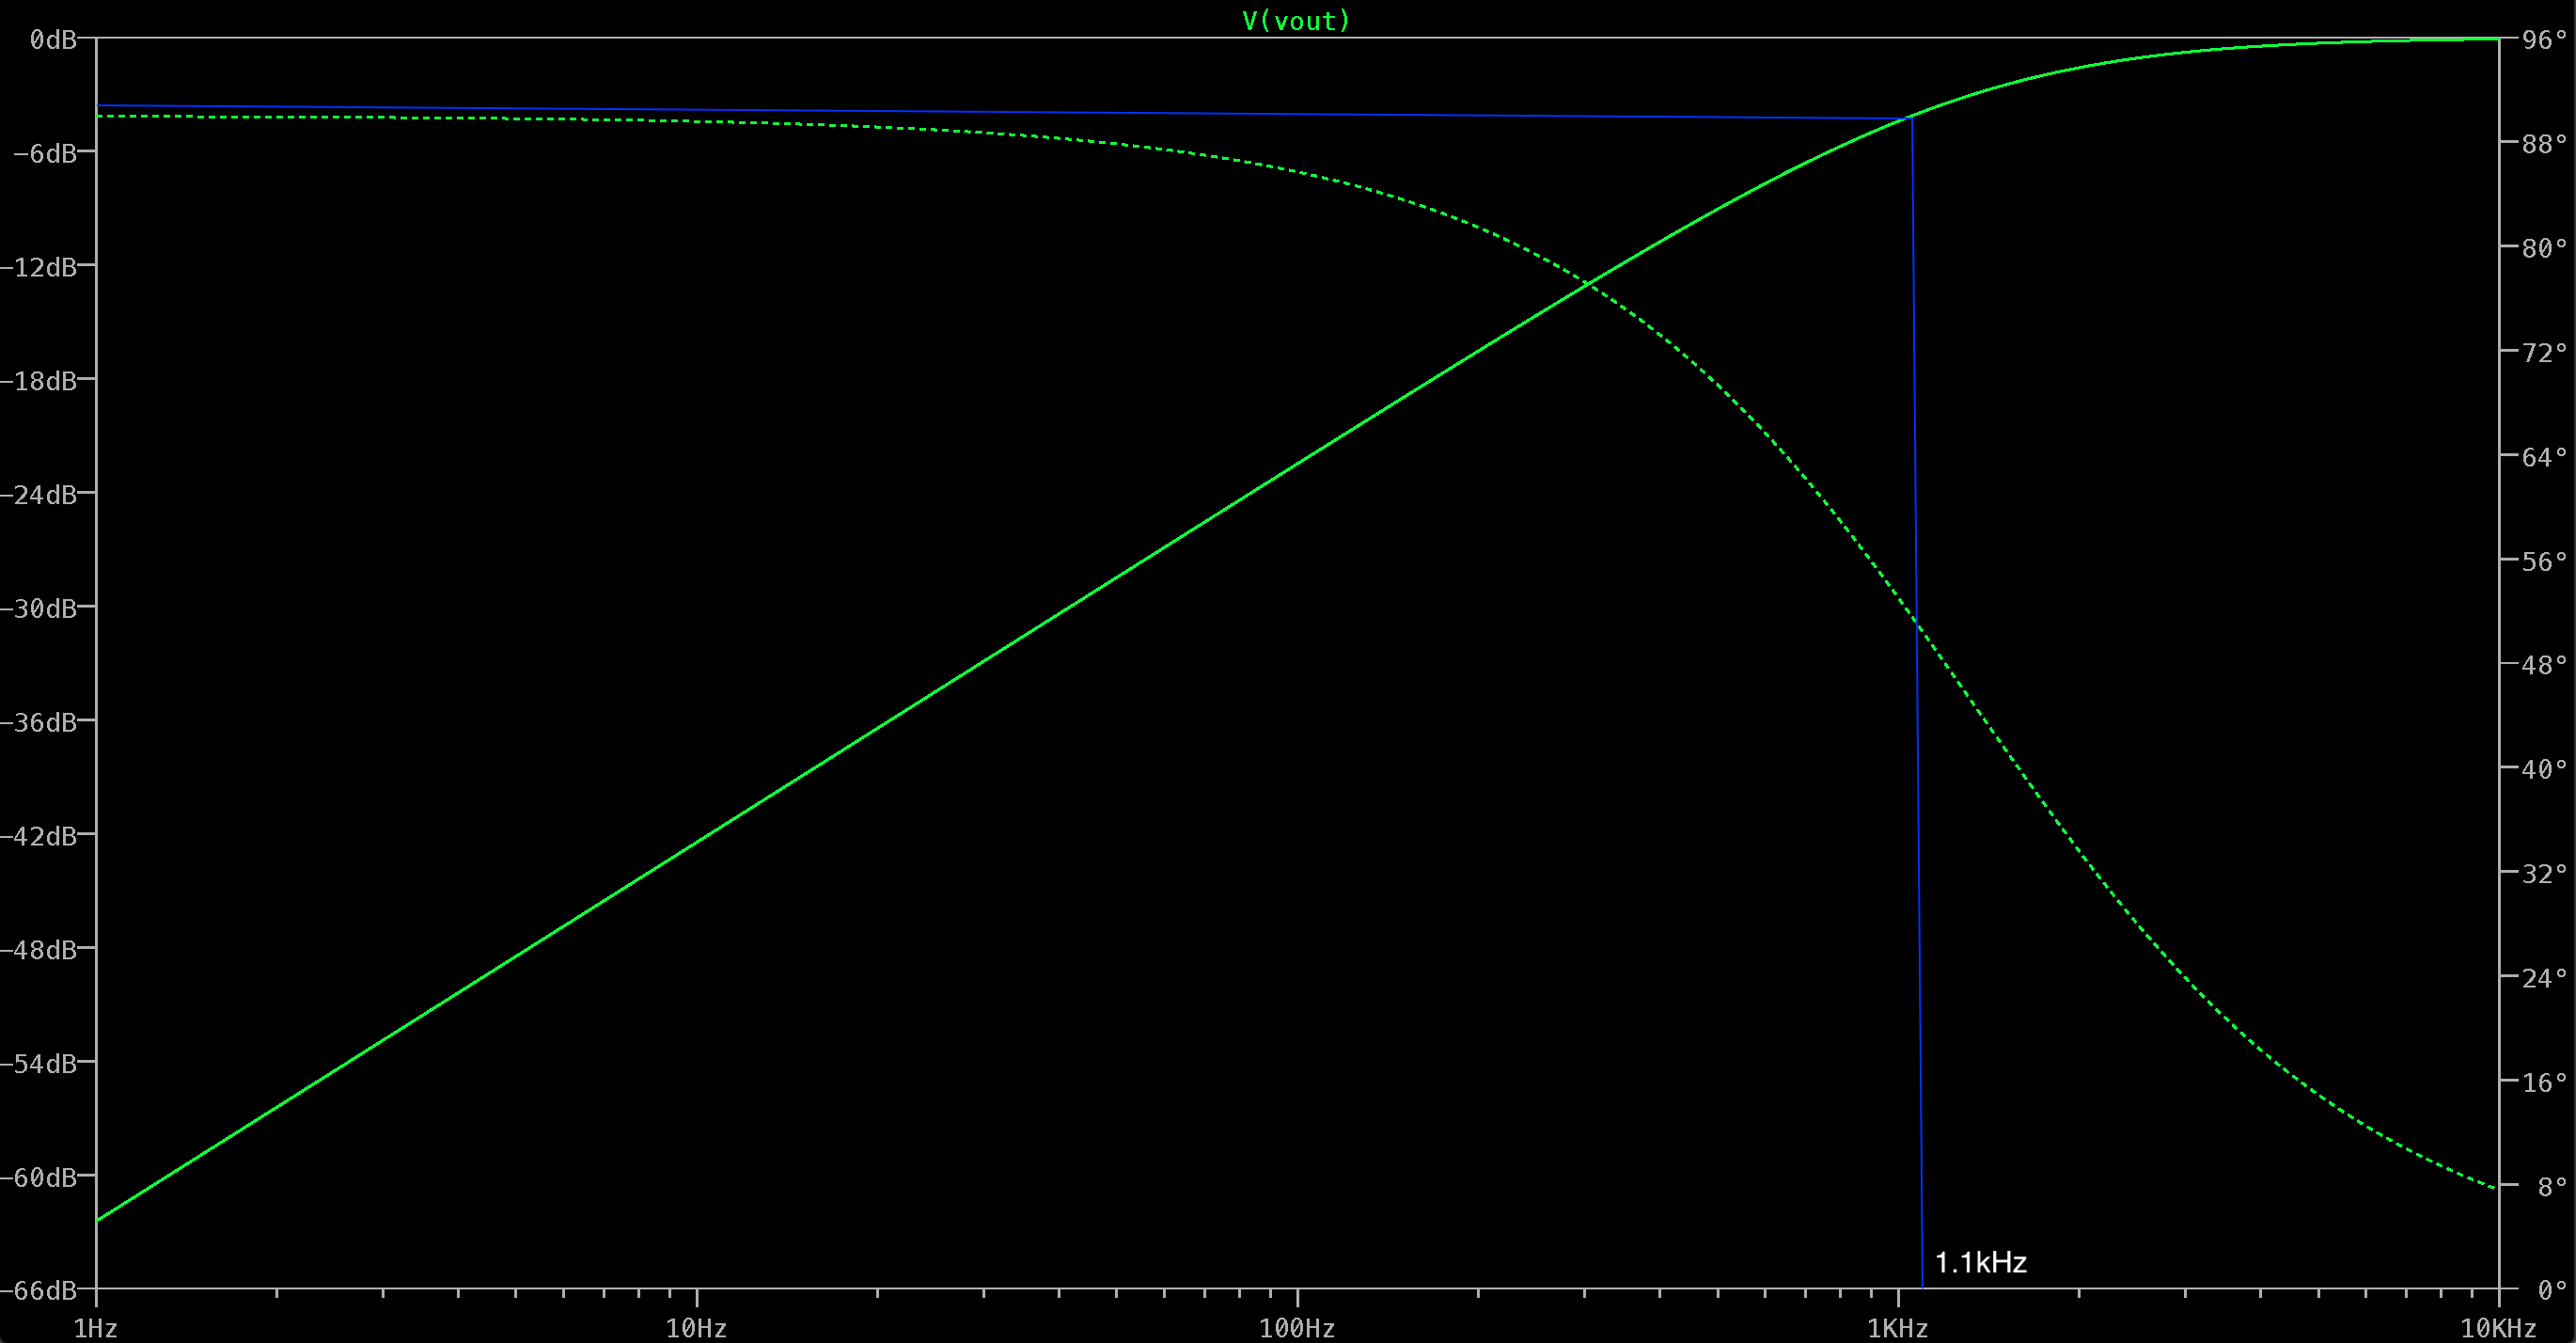 V(vout)
0dB
-6dB
-12dB
-18dB
-24dB
-30dB
-36dB
-42dB
-48dB
-54dB
-60dB
-66dB
96°
88°
80°
72°
64°
56°
48°
40°
32°
24°
16°
8°
0°
1.1kHz
1Hz 10Hz 100Hz 1KHz 10KHz